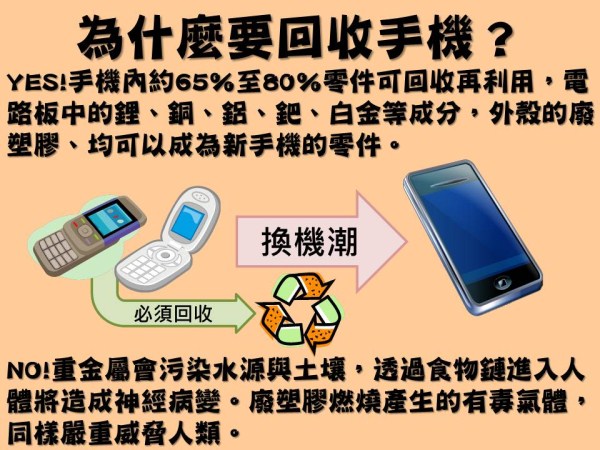 為什麼要回收手機？
YES!手機內約65%至80%零件可回收再利用，電
路板中的鋰、銅、鋁、鈀、白金等成分，外殼的廢
塑膠、均可以成為新手機的零件。
換機潮
必須回收
NO!重金屬會污染水源與土壤，透過食物鏈進入人
體將造成神經病變。廢塑膠燃燒產生的有毒氣體，
同樣嚴重威脅人類。